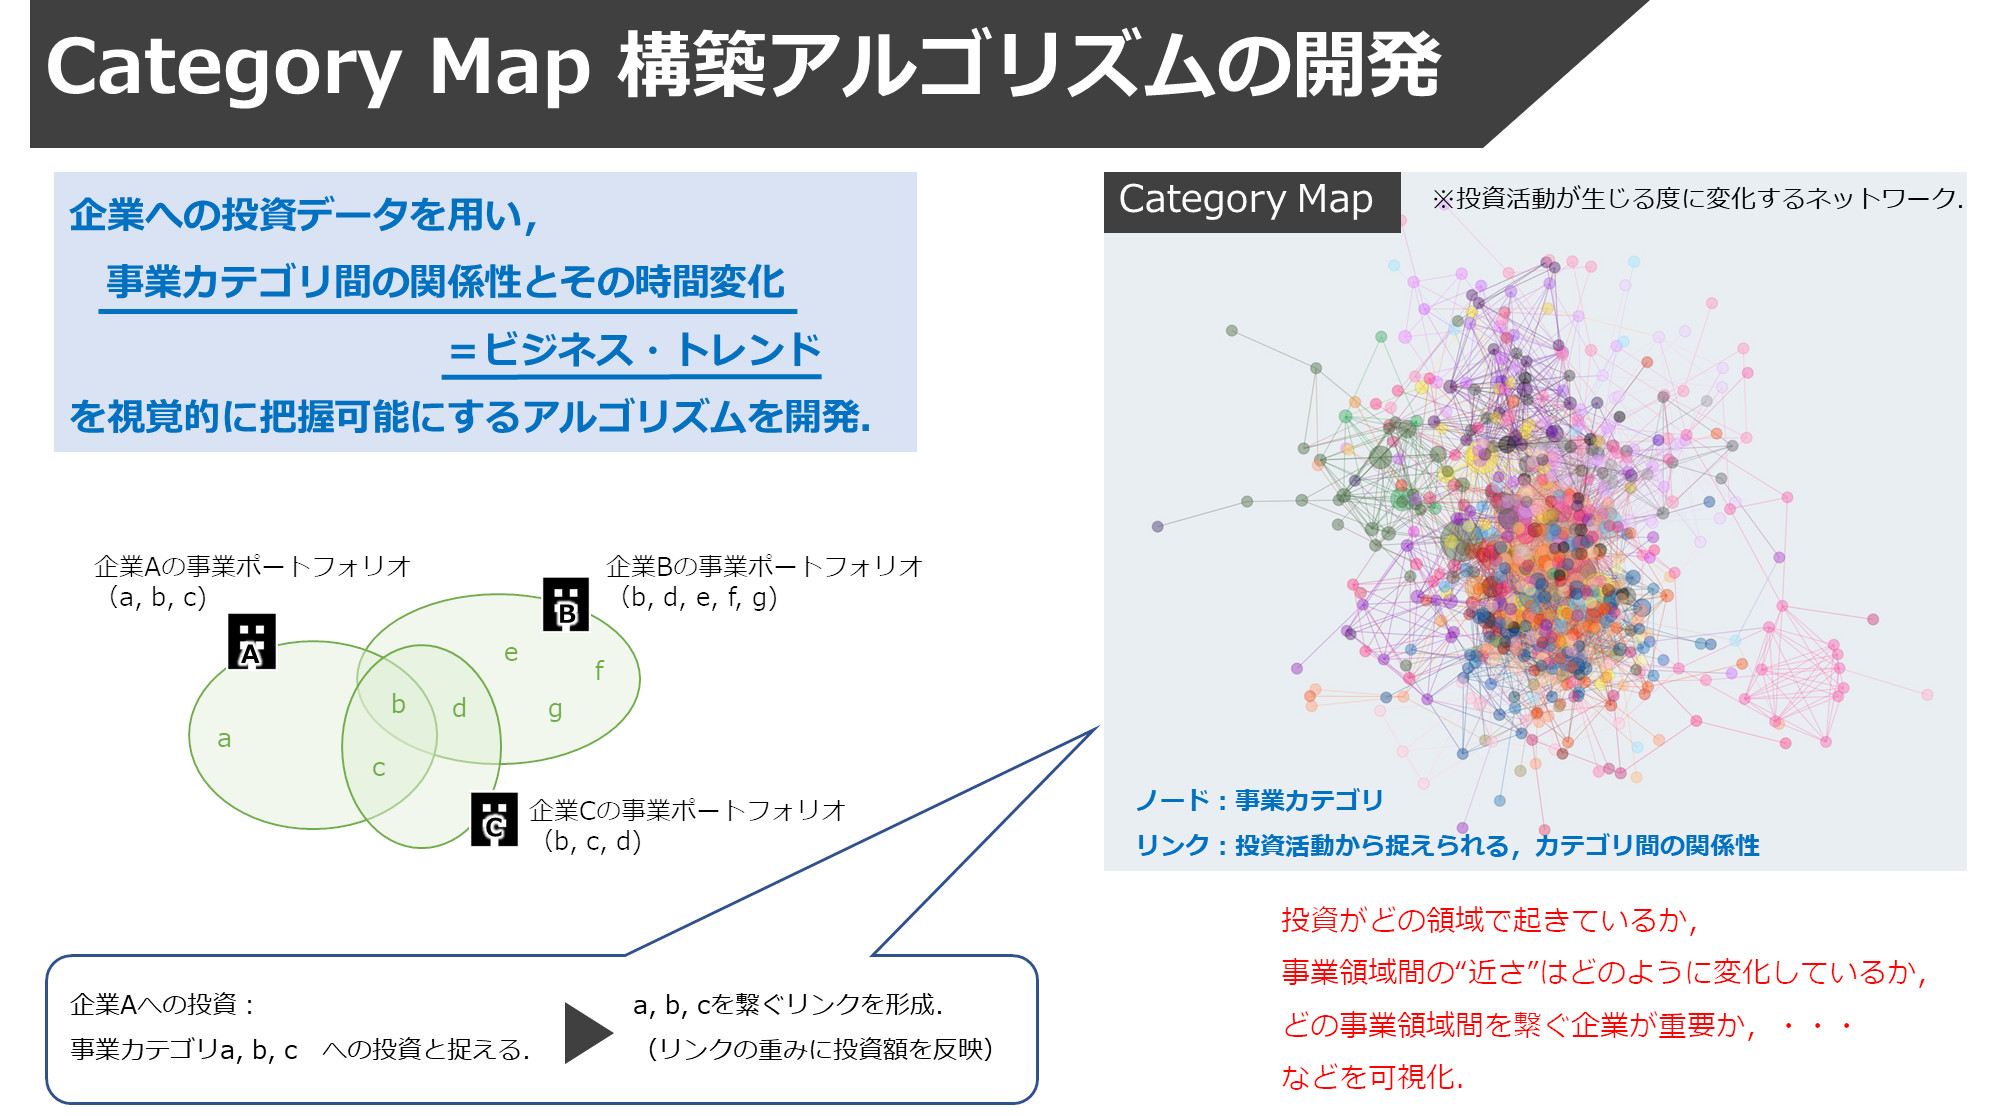 Category Map 構築アルゴリズムの開発
企業への投資データを用い，
事業カテゴリ間の関係性とその時間変化
＝ビジネス・トレンド
を視覚的に把握可能にするアルゴリズムを開発．
企業Aの事業ポートフォリオ
（a, b, c）
A
企業Bの事業ポートフォリオ
（b, d, e, f, g）
B
e
f
b
d
g
a
c
C
企業Cの事業ポートフォリオ
（b, c, d）
企業Aへの投資：
事業カテゴリa, b, c　への投資と捉える．
a, b, cを繋ぐリンクを形成．
（リンクの重みに投資額を反映）
Category Map
※投資活動が生じる度に変化するネットワーク．
ノード：事業カテゴリ
リンク：投資活動から捉えられる，カテゴリ間の関係性
投資がどの領域で起きているか，
事業領域間の“近さ”はどのように変化しているか，
どの事業領域間を繋ぐ企業が重要か，・・・
などを可視化．